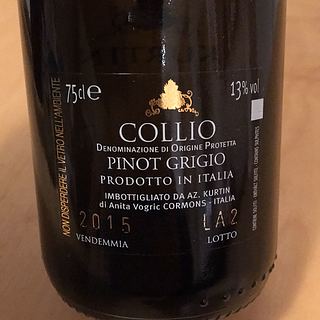 75cl e
13% vol
COLLIO
DENOMINAZIONE DI ORIGINE PROTETTA
PINOT GRIGIO
PRODOTTO IN ITALIA
IMBOTTIGLIATO DA AZ. KURTIN
di Anita Vogric CORMONS - ITALIA
2015
VENDEMMIA
LA2
LOTTO
NON DISPERDERE IL VETRO NELL'AMBIENTE